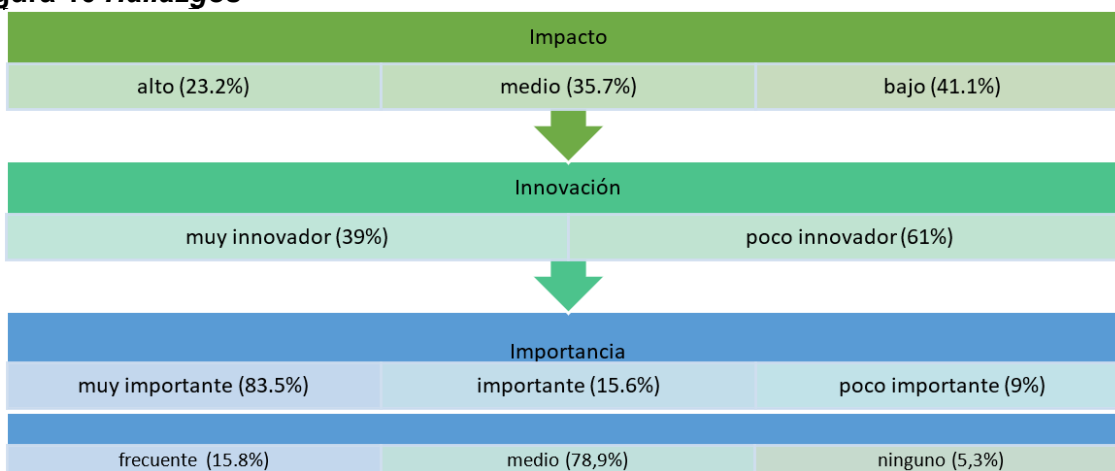 Hallazgos
Impacto
alto (23.2%) medio (35.7%) bajo (41.1%)
Innovación
muy innovador (39%) poco innovador (61%)
Importancia
muy importante (83.5%) importante (15.6%) poco importante (9%)
frecuente (15.8%) medio (78,9%) ninguno (5,3%)